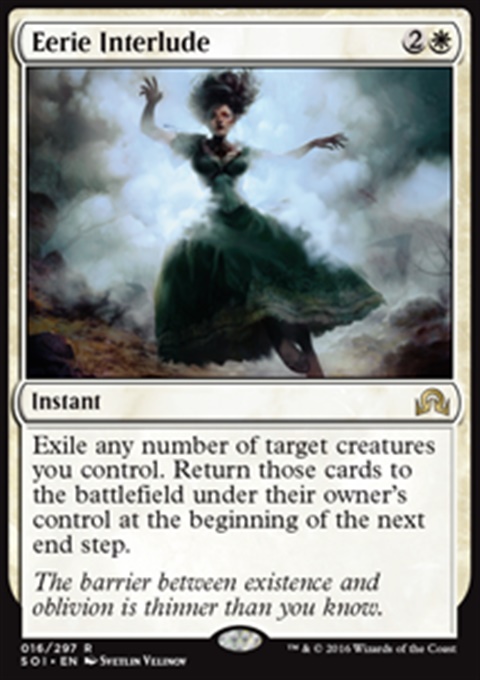 Eerie Interlude 2
Instant
Exile any number of target creatures
you control. Return those cards to
the battlefield under their owner's
control at the beginning of the next
end step.
The barrier between existence and
oblivion is thinner than you know.
016/297 R
SOI • EN Svetlin Velinov
™ & © 2016 Wizards of the Coast